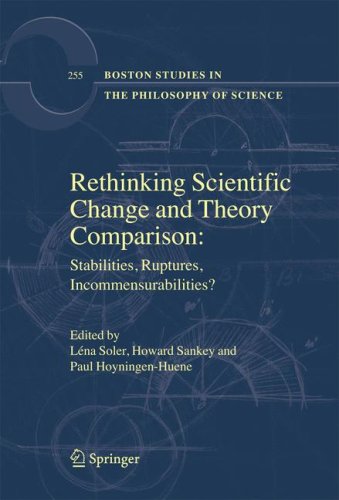 255
BOSTON STUDIES IN
THE PHILOSOPHY OF SCIENCE
Rethinking Scientific
Change and Theory
Comparison:
Stabilities, Ruptures,
Incommensurabilities?
Edited by
Léna Soler, Howard Sankey and
Paul Hoyningen-Huene
Springer